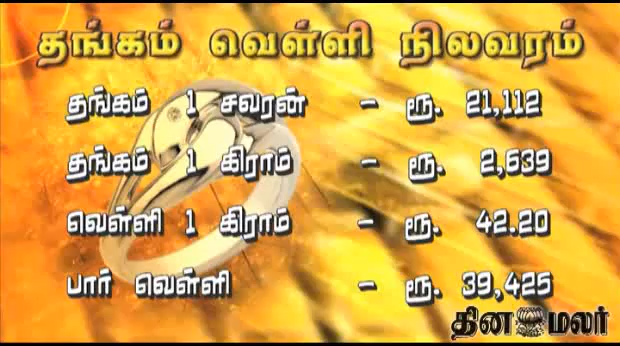 தங்கம் வெள்ளி நிலவரம்
தங்கம் 1 சவரன் - ரூ. 21,112
தங்கம் 1 கிராம் - ரூ. 2,639
வெள்ளி 1 கிராம் - ரூ. 42.20
பார் வெள்ளி - ரூ. 39,425
தினமலர்